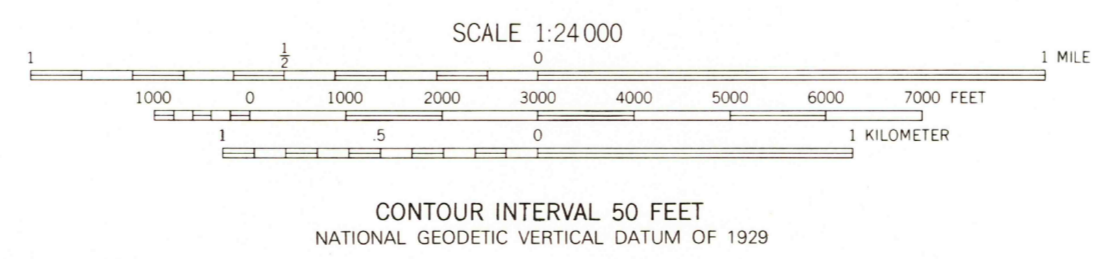 SCALE 1:24 000
1 ½ 0 1 MILE
1000 0 1000 2000 3000 4000 5000 6000 7000 FEET
1 .5 0 1 KILOMETER
CONTOUR INTERVAL 50 FEET
NATIONAL GEODETIC VERTICAL DATUM OF 1929